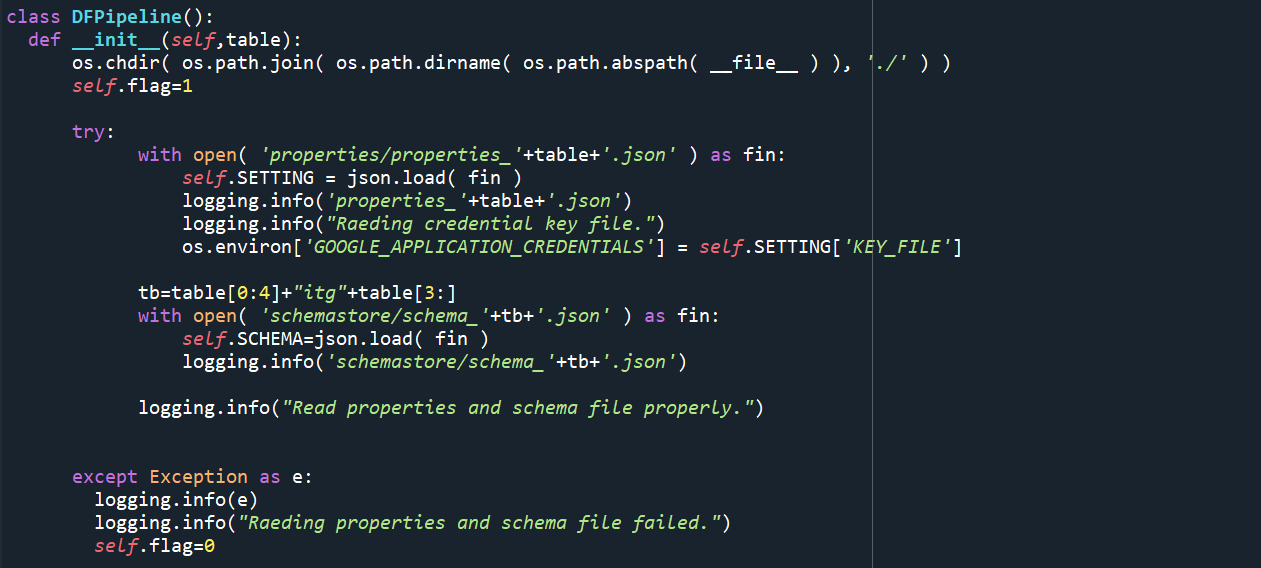 class DFPipeline():
def __init__(self,table):
os.chdir( os.path.join( os.path.dirname( os.path.abspath( __file__ ) ), './' ) )
self.flag=1
try:
with open( 'properties/properties_'+table+'.json' ) as fin:
self.SETTING = json.load( fin )
logging.info('properties_'+table+'.json')
logging.info("Raeding credential key file.")
os.environ['GOOGLE_APPLICATION_CREDENTIALS'] = self.SETTING['KEY_FILE']
tb=table[0:4]+"itg"+table[3:]
with open( 'schemastore/schema_'+tb+'.json' ) as fin:
self.SCHEMA=json.load( fin )
logging.info('schemastore/schema_'+tb+'.json')
logging.info("Read properties and schema file properly.")
except Exception as e:
logging.info(e)
logging.info("Raeding properties and schema file failed.")
self.flag=0